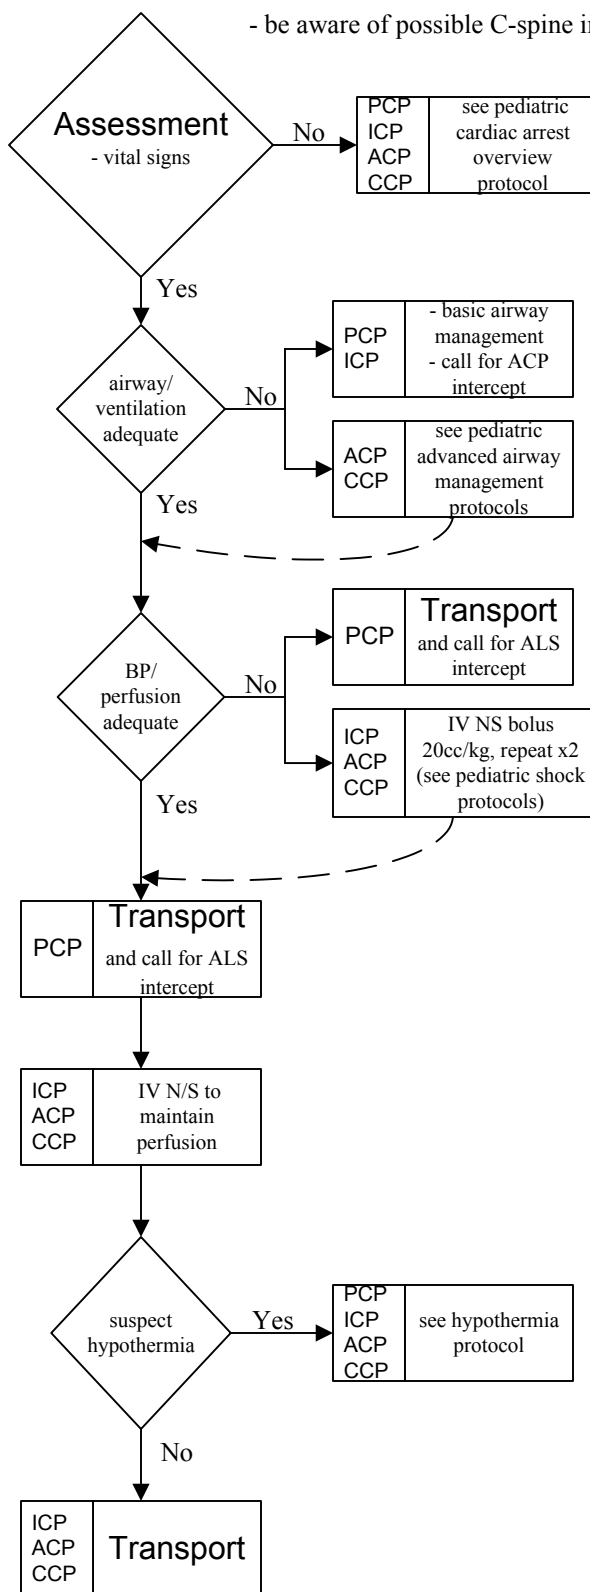 - be aware of possible C-spine
Assessment
- vital signs
No
PCP
ICP
ACP
CCP
see pediatric
cardiac arrest
overview
protocol
Yes
airway/
ventilation
adequate
No
PCP
ICP
- basic airway
management
- call for ACP
intercept
ACP
CCP
see pediatric
advanced airway
management
protocols
Yes
BP/
perfusion
adequate
No
PCP
Transport
and call for ALS
intercept
ICP
ACP
CCP
IV NS bolus
20cc/kg, repeat x2
(see pediatric shock
protocols)
Yes
PCP
Transport
and call for ALS
intercept
ICP
ACP
CCP
IV N/S to
maintain
perfusion
suspect
hypothermia
Yes
PCP
ICP
ACP
CCP
see hypothermia
protocol
No
ICP
ACP
CCP
Transport